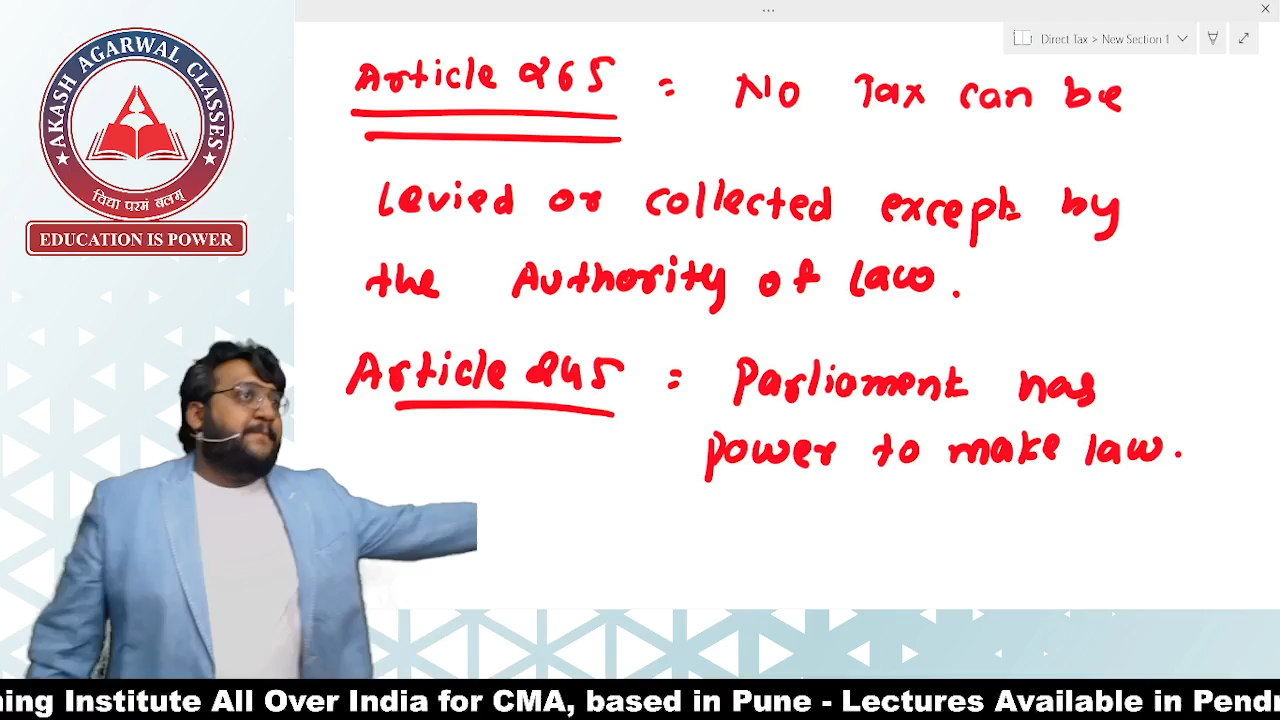 AKASH AGARWAL CLASSES
विद्या परमं बलम्
EDUCATION IS POWER
Direct Tax > New Section 1
Article 265 = No Tax can be
Levied or collected except by
the Authority of law.
Article 245 = Parlioment has
power to make law.
ning Institute All Over India for CMA, based in Pune - Lectures Available in Pendr